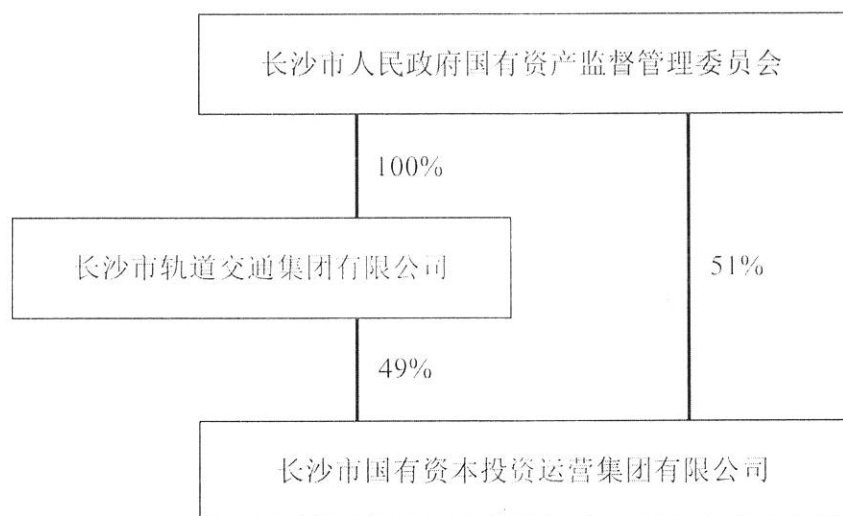 长沙市人民政府国有资产监督管理委员会
100%
长沙市轨道交通集团有限公司
51%
49%
长沙市国有资本投资运营集团有限公司